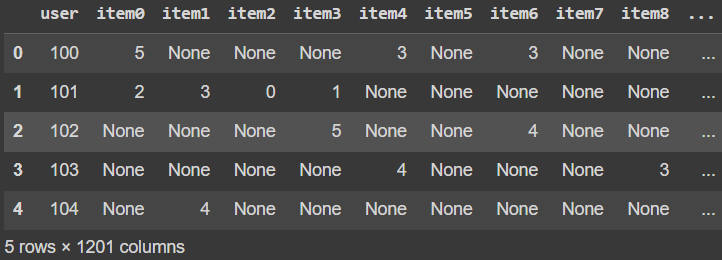 user item0 item1 item2 item3 item4 item5 item6 item7 item8 ...
0 100 5 None None None 3 None 3 None None ...
1 101 2 3 0 1 None None None None None ...
2 102 None None None 5 None None 4 None None ...
3 103 None None None None 4 None None None 3 ...
4 104 None 4 None None None None None None None ...
5 rows × 1201 columns